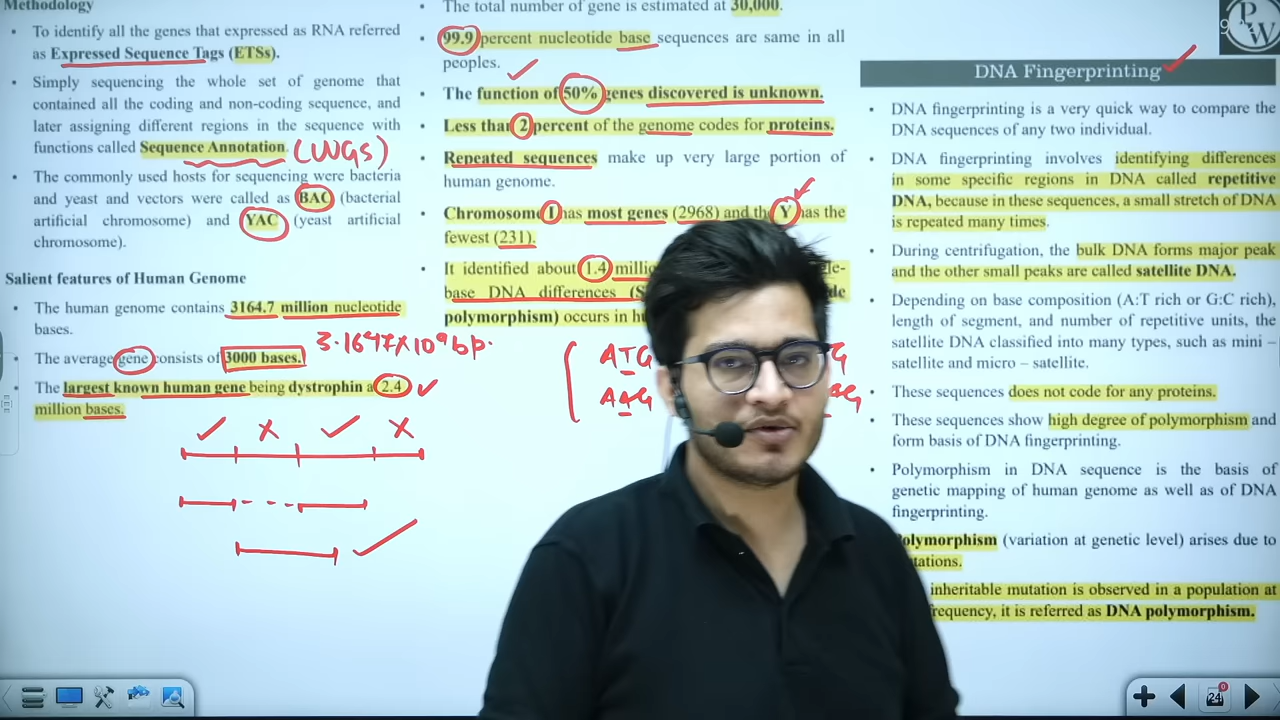 Methodology
To identify all the genes that expressed as RNA referred
as Expressed Sequence Tags (ETSs).
Simply sequencing the whole set of genome that
contained all the coding and non-coding sequence, and
later assigning different regions in the sequence with
functions called Sequence Annotation. (WGS)
The commonly used hosts for sequencing were bacteria
and yeast and vectors were called as BAC (bacterial
artificial chromosome) and YAC (yeast artificial
chromosome).
Salient features of Human Genome
The human genome contains 3164.7 million nucleotide
bases.
3.1647×109bp.
The average gene consists of 3000 bases.
The largest known human gene being dystrophin a 2.4
million bases.
The total number of gene is estimated at 30,000.
99.9 percent nucleotide base sequences are same in all
peoples.
The function of 50% genes discovered is unknown.
Less than 2 percent of the genome codes for proteins.
Repeated sequences make up very large portion of
human genome.
Chromosome I has most genes (2968) and the Y has the
fewest (231).
It identified about 1.4 milli gle-
base DNA differences (S de
polymorphism) occurs in h
ATG G
AAG G
PW
DNA Fingerprinting
DNA fingerprinting is a very quick way to compare the
DNA sequences of any two individual.
DNA fingerprinting involves identifying differences
in some specific regions in DNA called repetitive
DNA, because in these sequences, a small stretch of DNA
is repeated many times.
During centrifugation, the bulk DNA forms major peak
and the other small peaks are called satellite DNA.
Depending on base composition (A:T rich or G:C rich),
length of segment, and number of repetitive units, the
satellite DNA classified into many types, such as mini –
satellite and micro – satellite.
These sequences does not code for any proteins.
These sequences show high degree of polymorphism and
form basis of DNA fingerprinting.
Polymorphism in DNA sequence is the basis of
genetic mapping of human genome as well as of DNA
fingerprinting.
olymorphism (variation at genetic level) arises due to
tations.
inheritable mutation is observed in a population at
requency, it is referred as DNA polymorphism.
24
0